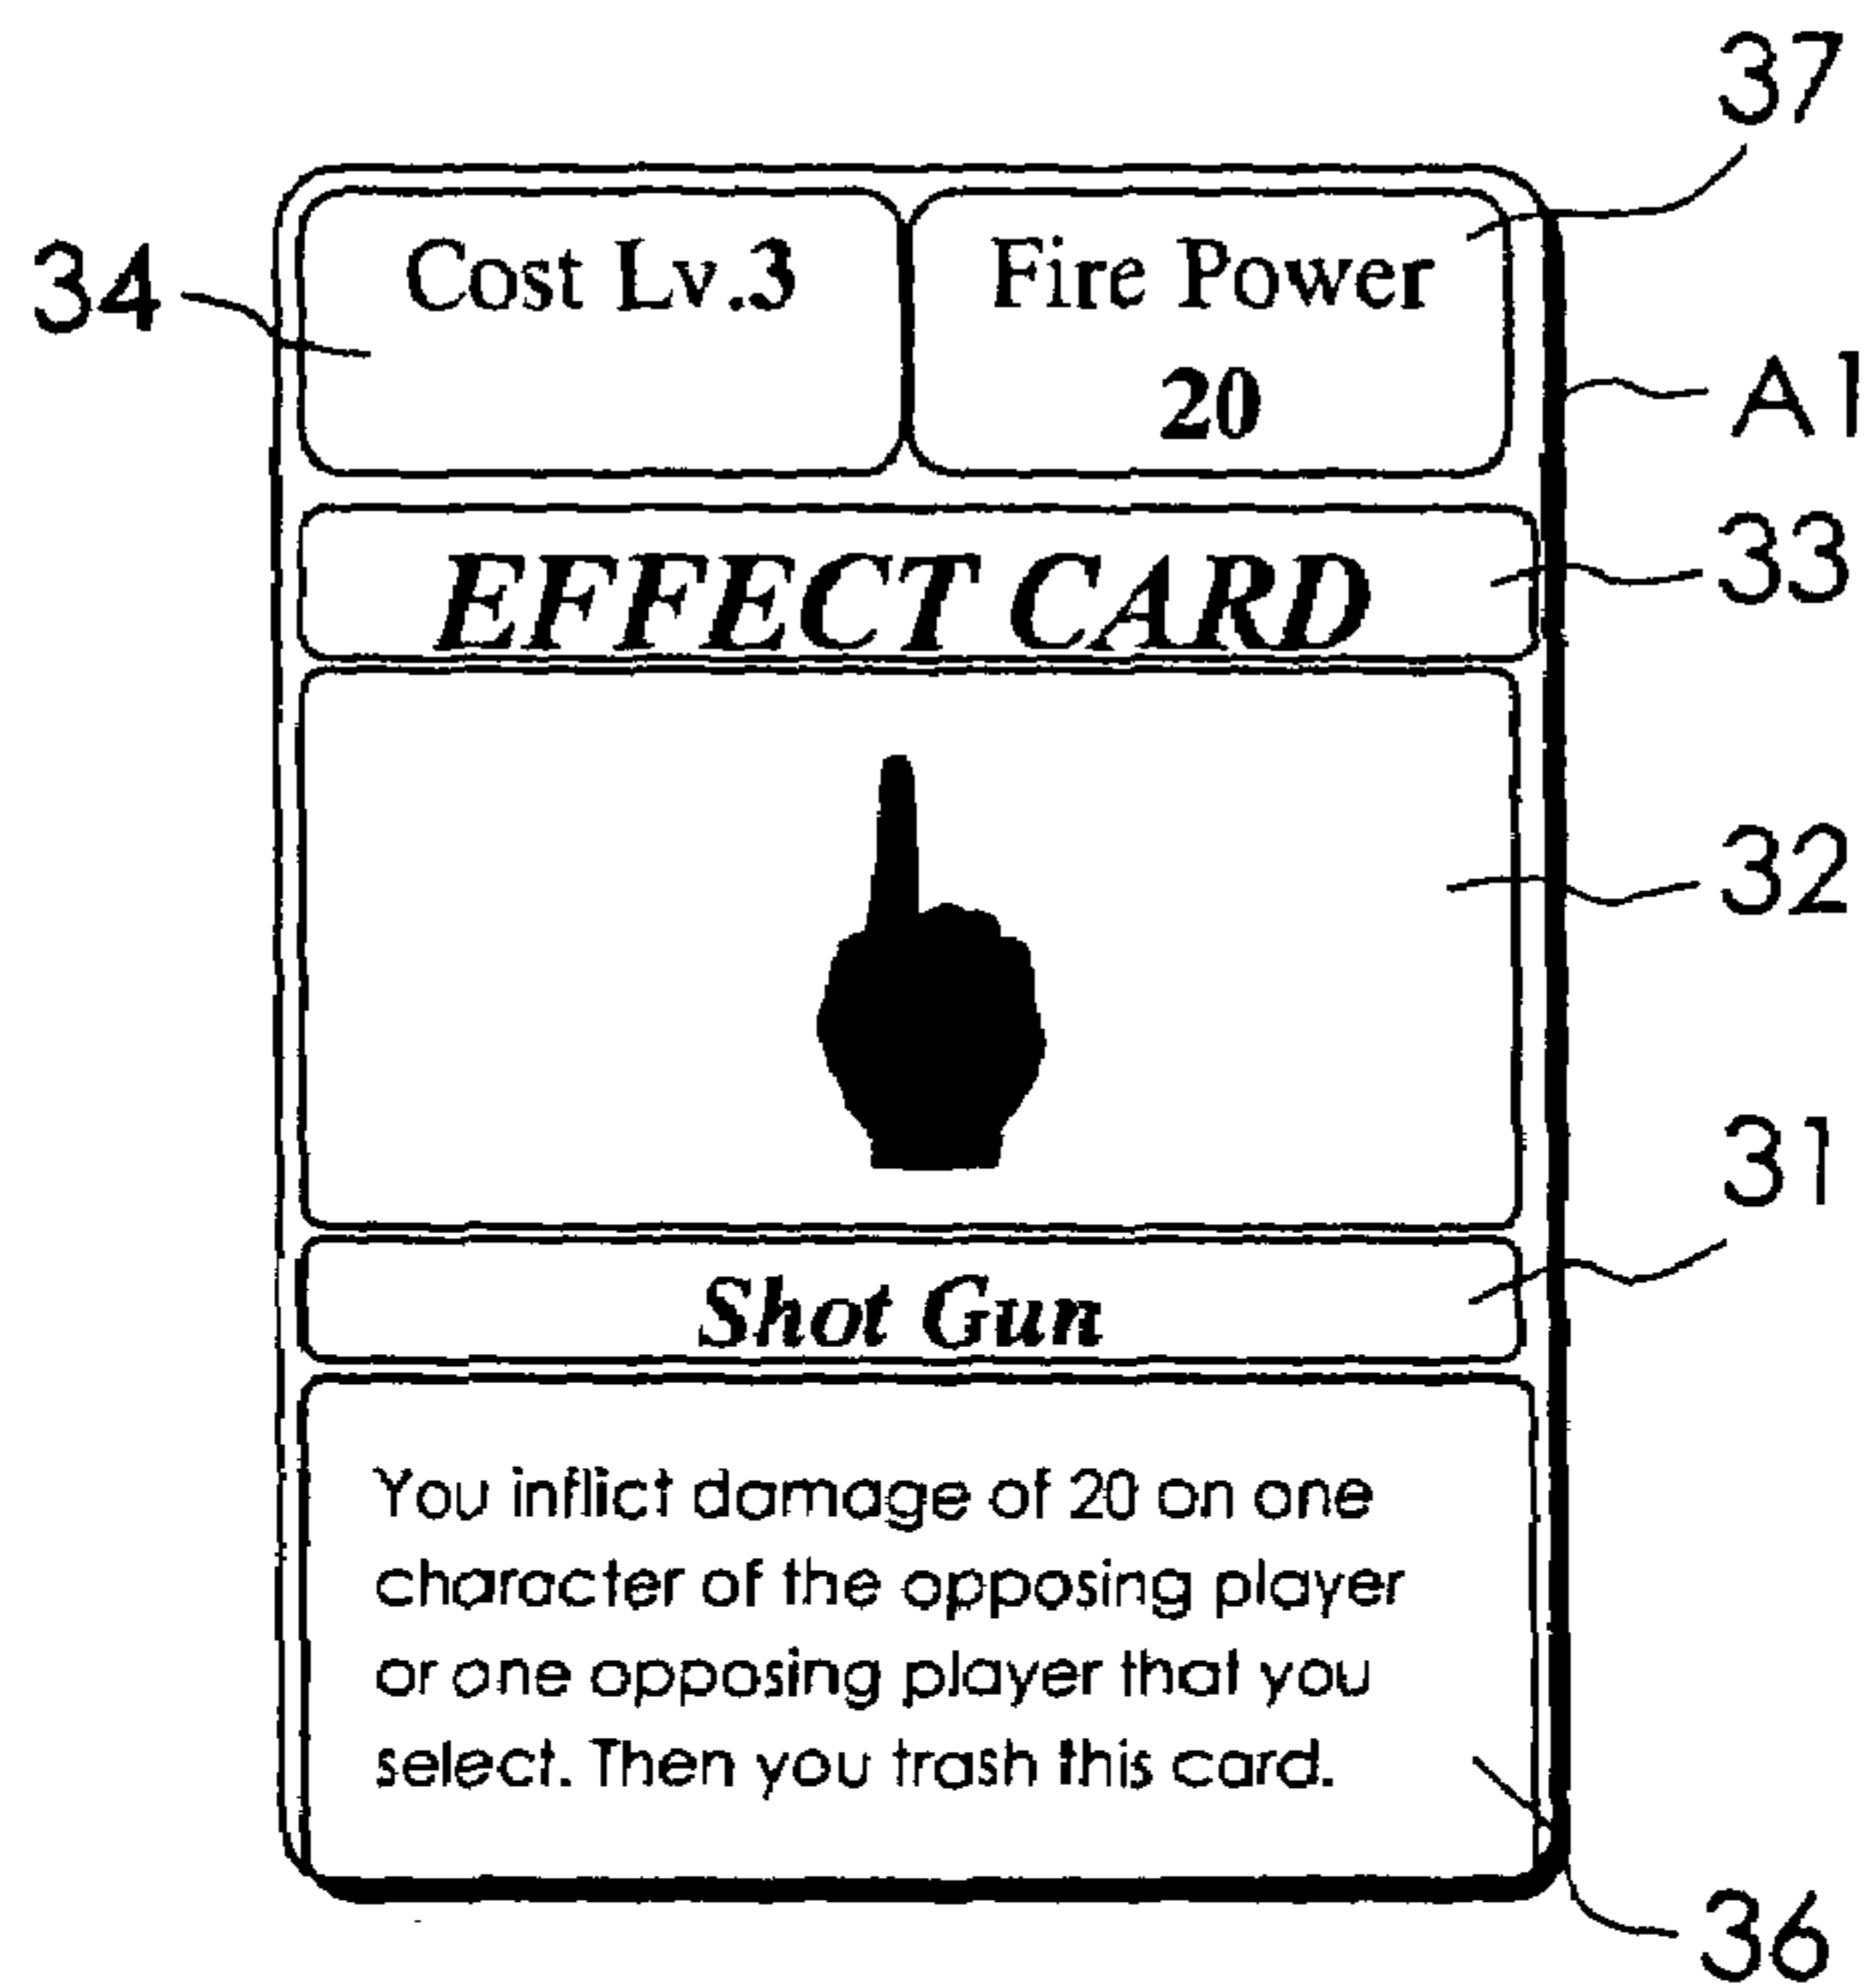 37
34
Cost Lv.3
Fire Power
20
A1
EFFECT CARD
33
32
31
Shot Gun
You inflict damage of 20 on one
character of the opposing player
or one opposing player that you
select. Then you trash this card.
36